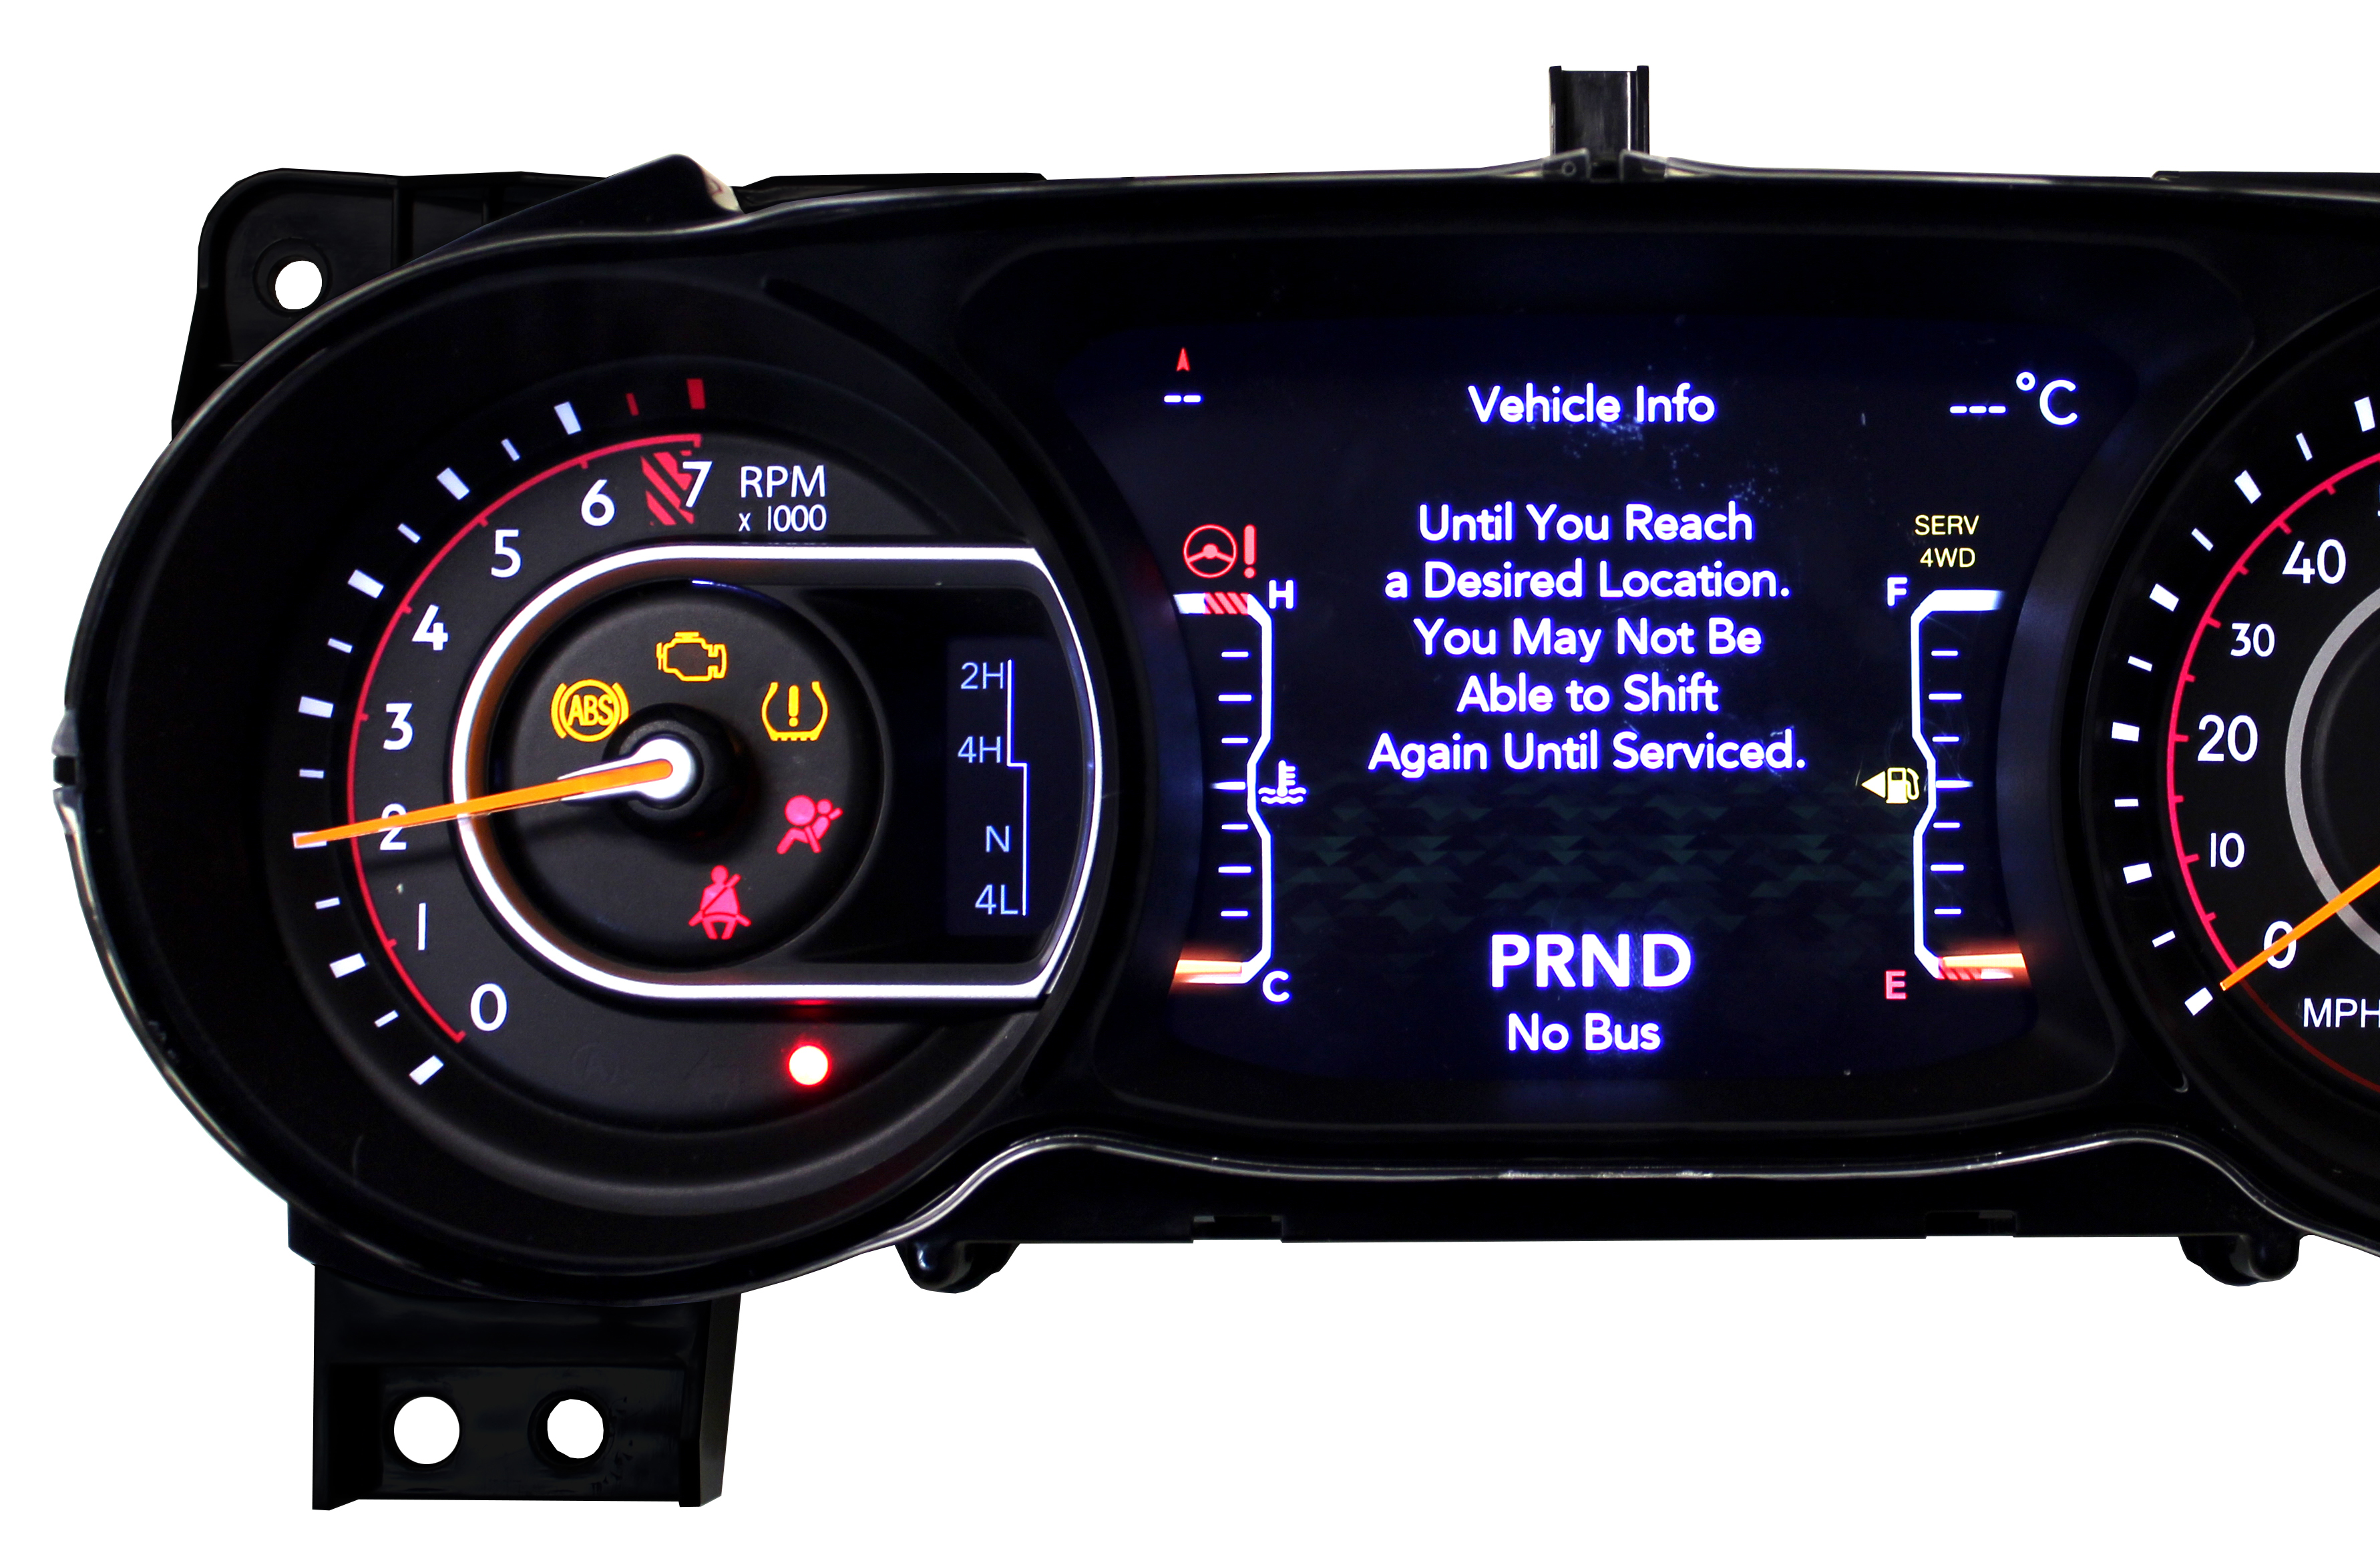 7
RPM
x 1000
6
5
4
3
2
1
0
ABS
2H
4H
N
4L
--
Vehicle Info
---°C
Until You Reach
a Desired Location.
You May Not Be
Able to Shift
Again Until Serviced.
H
C
SERV
4WD
F
E
PRND
No Bus
40
30
20
10
0
MPH